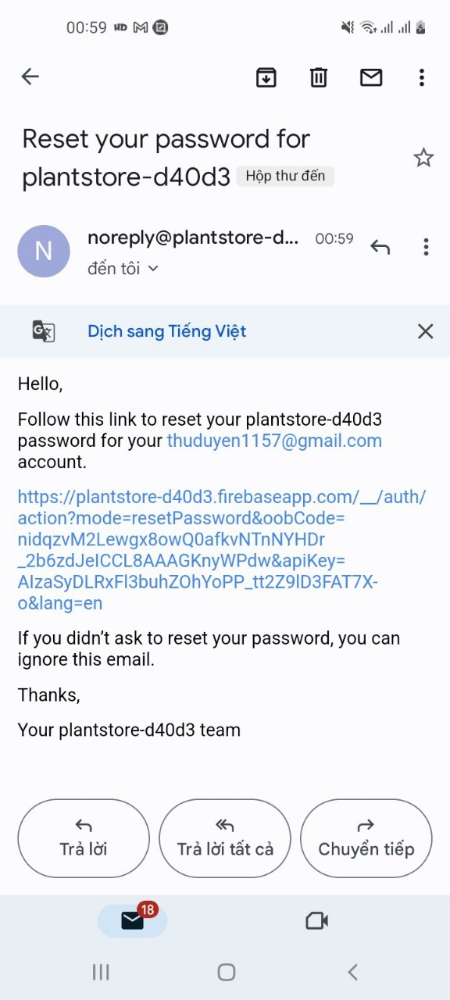 00:59 HD
Reset your password for
plantstore-d40d3 Hộp thư đến
N
noreply@plantstore-d... 00:59
đến tôi
Dịch sang Tiếng Việt
Hello,
Follow this link to reset your plantstore-d40d3
password for your thuduyen1157@gmail.com
account.
https://plantstore-d40d3.firebaseapp.com/__/auth/
action?mode=resetPassword&oobCode=
nidqzvM2Lewgx8owQ0afkvNTnNYHDr
_2b6zdJeICCL8AAAGKnyWPdw&apiKey=
AIzaSyDLRxFl3buhZOhYoPP_tt2Z9lD3FAT7X-
o&lang=en
If you didn’t ask to reset your password, you can
ignore this email.
Thanks,
Your plantstore-d40d3 team
Trả lời
Trả lời tất cả
Chuyển tiếp
18